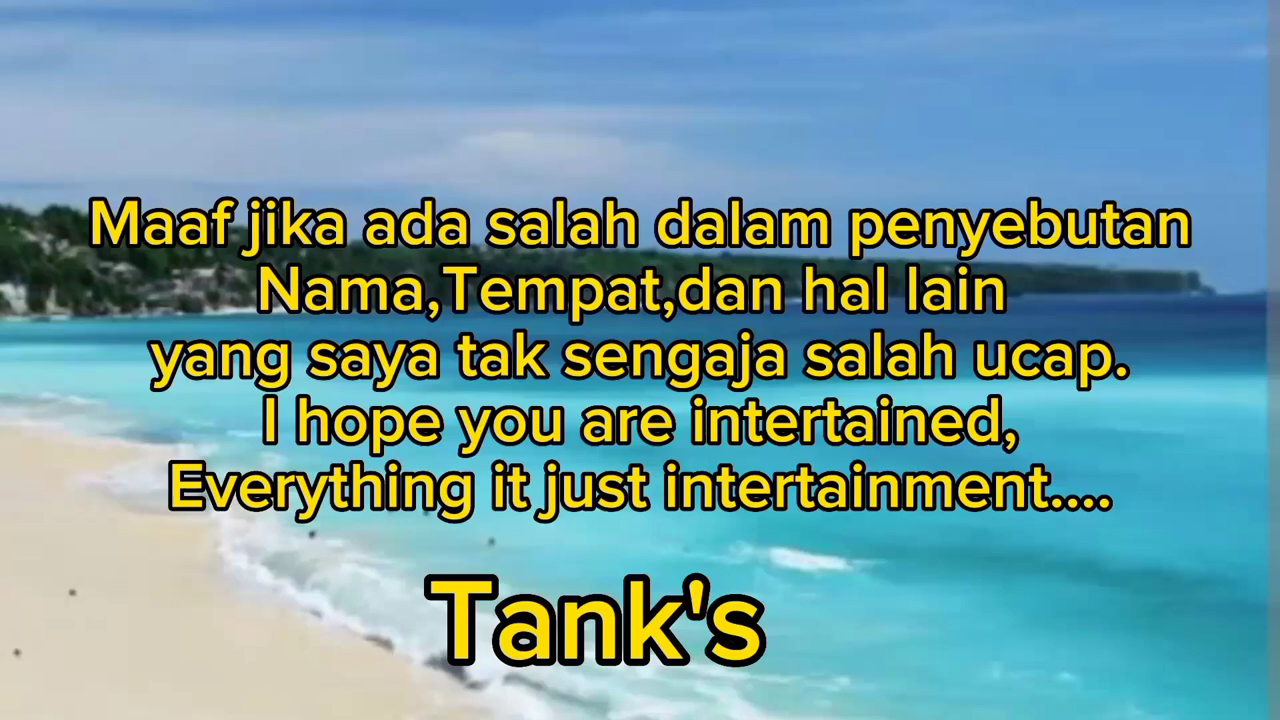 Maaf jika ada salah dalam penyebutan
Nama,Tempat,dan hal lain
yang saya tak sengaja salah ucap.
I hope you are intertained,
Everything it just intertainment....
Tank's